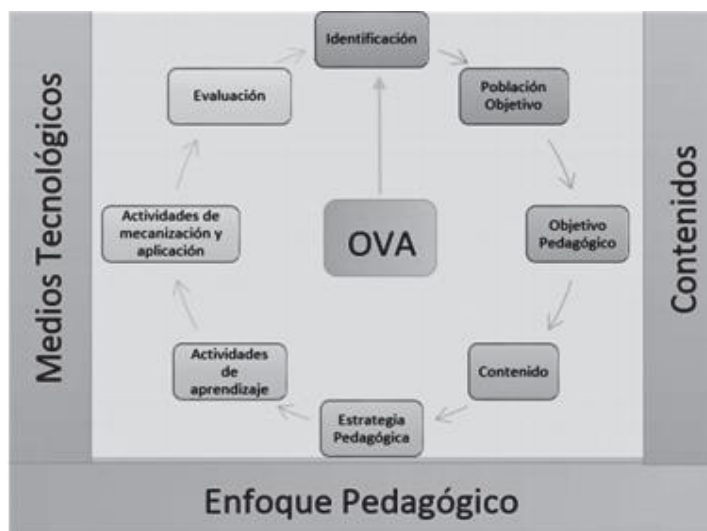 Medios Tecnológicos
Identificación
Población
Objetivo
Objetivo
Pedagógico
Contenido
Estrategia
Pedagógica
Actividades
de
aprendizaje
Actividades de
mecanización y
aplicación
Evaluación
OVA
Contenidos
Enfoque Pedagógico